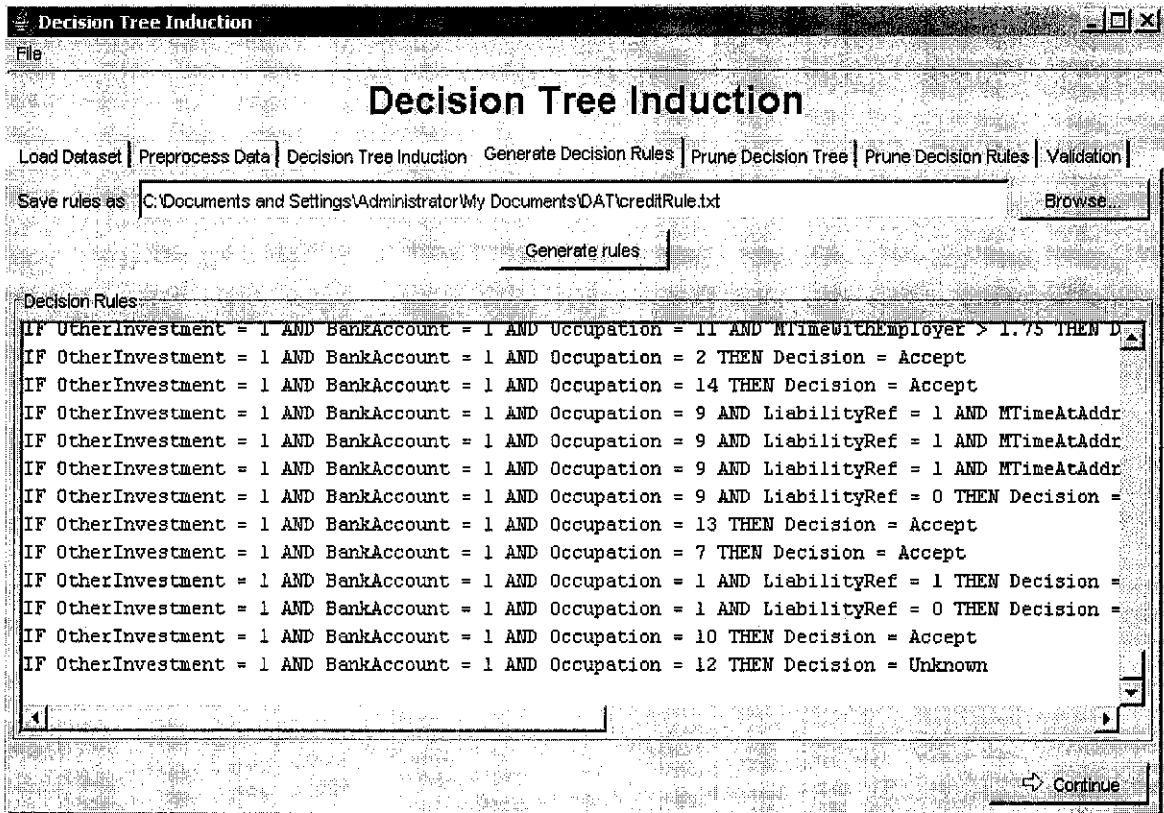 Decision Tree Induction
File
Decision Tree Induction
Load Dataset Preprocess Data Decision Tree Induction Generate Decision Rules Prune Decision Tree Prune Decision Rules Validation
Save rules as C:\Documents and Settings\Administrator\My Documents\DAT\creditRule.txt Browse...
Generate rules
Decision Rules
IF OtherInvestment = 1 AND BankAccount = 1 AND Occupation = 11 AND MTimeWithEmployer > 1.75 THEN D
IF OtherInvestment = 1 AND BankAccount = 1 AND Occupation = 2 THEN Decision = Accept
IF OtherInvestment = 1 AND BankAccount = 1 AND Occupation = 14 THEN Decision = Accept
IF OtherInvestment = 1 AND BankAccount = 1 AND Occupation = 9 AND LiabilityRef = 1 AND MTimeAtAddr
IF OtherInvestment = 1 AND BankAccount = 1 AND Occupation = 9 AND LiabilityRef = 1 AND MTimeAtAddr
IF OtherInvestment = 1 AND BankAccount = 1 AND Occupation = 9 AND LiabilityRef = 1 AND MTimeAtAddr
IF OtherInvestment = 1 AND BankAccount = 1 AND Occupation = 9 AND LiabilityRef = 0 THEN Decision =
IF OtherInvestment = 1 AND BankAccount = 1 AND Occupation = 13 THEN Decision = Accept
IF OtherInvestment = 1 AND BankAccount = 1 AND Occupation = 7 THEN Decision = Accept
IF OtherInvestment = 1 AND BankAccount = 1 AND Occupation = 1 AND LiabilityRef = 1 THEN Decision =
IF OtherInvestment = 1 AND BankAccount = 1 AND Occupation = 1 AND LiabilityRef = 0 THEN Decision =
IF OtherInvestment = 1 AND BankAccount = 1 AND Occupation = 10 THEN Decision = Accept
IF OtherInvestment = 1 AND BankAccount = 1 AND Occupation = 12 THEN Decision = Unknown
Continue